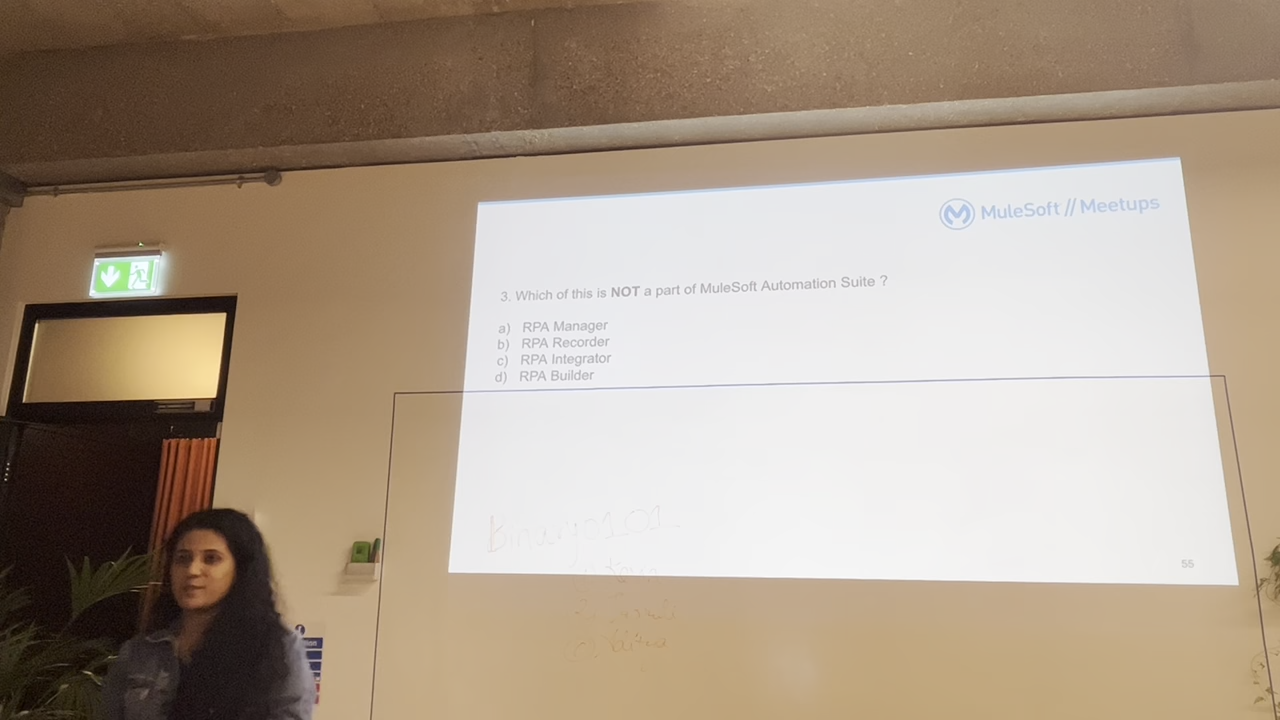 MuleSoft // Meetups
3. Which of this is NOT a part of MuleSoft Automation Suite ?
a) RPA Manager
b) RPA Recorder
c) RPA Integrator
d) RPA Builder
binary0101
55